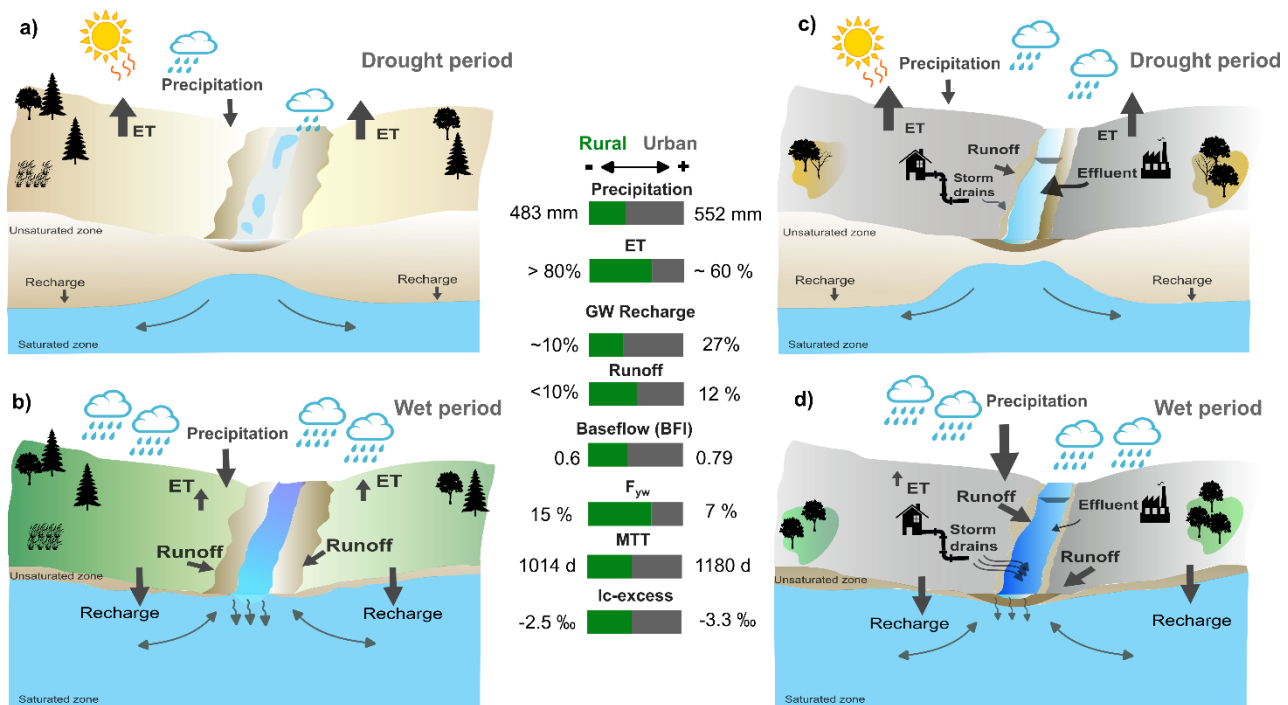 a)
Drought period
Precipitation
ET
ET
Unsaturated zone
Recharge
Recharge
Saturated zone
b)
Wet period
Precipitation
ET
ET
Runoff
Runoff
Unsaturated zone
Recharge
Recharge
Saturated zone
Rural Urban
- +
Precipitation
483 mm 552 mm
ET
> 80% ~ 60 %
GW Recharge
~10% 27%
Runoff
<10% 12 %
Baseflow (BFI)
0.6 0.79
Fyw
15 % 7 %
MTT
1014 d 1180 d
lc-excess
-2.5 ‰ -3.3 ‰
c)
Drought period
Precipitation
ET
ET
Runoff
Storm
drains
Effluent
Unsaturated zone
Recharge
Recharge
Saturated zone
d)
Wet period
Precipitation
ET
Runoff
Effluent
Storm
drains
Runoff
Unsaturated zone
Recharge
Recharge
Saturated zone